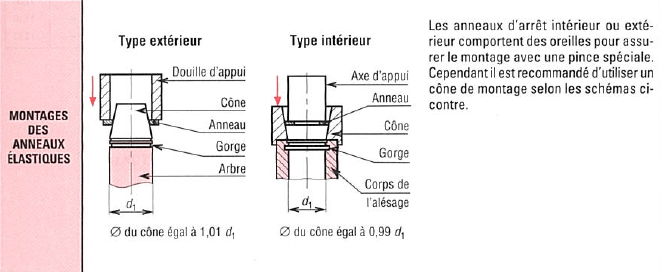 MONTAGES
DES
ANNEAUX
ÉLASTIQUES
Type extérieur
Douille d'appui
Cône
Anneau
Gorge
Arbre
d₁
Ø du cône égal à 1,01 d₁
Type intérieur
Axe d'appui
Anneau
Cône
Gorge
Corps de
l'alésage
d₁
Ø du cône égal à 0,99 d₁
Les anneaux d'arrêt intérieur ou exté-
rieur comportent des oreilles pour assu-
rer le montage avec une pince spéciale.
Cependant il est recommandé d'utiliser un
cône de montage selon les schémas ci-
contre.